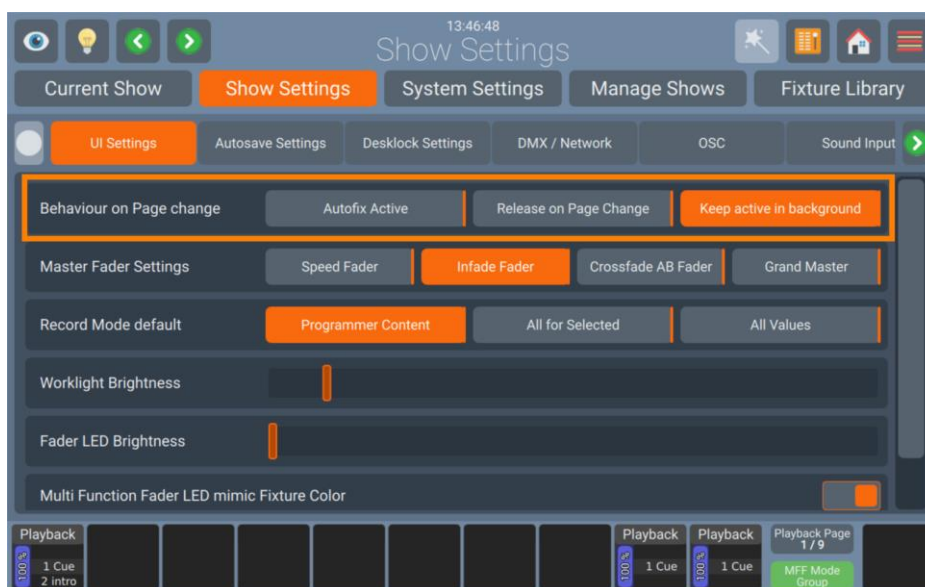 13:46:48
Show Settings
Current Show Show Settings System Settings Manage Shows Fixture Library
UI Settings Autosave Settings Desklock Settings DMX / Network OSC Sound Input
Behaviour on Page change Autofix Active Release on Page Change Keep active in background
Master Fader Settings Speed Fader Infade Fader Crossfade AB Fader Grand Master
Record Mode default Programmer Content All for Selected All Values
Worklight Brightness
Fader LED Brightness
Multi Function Fader LED mimic Fixture Color
Playback Playback Playback Playback Page
1 / 9
100 % 1 Cue 100 % 1 Cue 100 % 1 Cue MFF Mode
2 intro Group